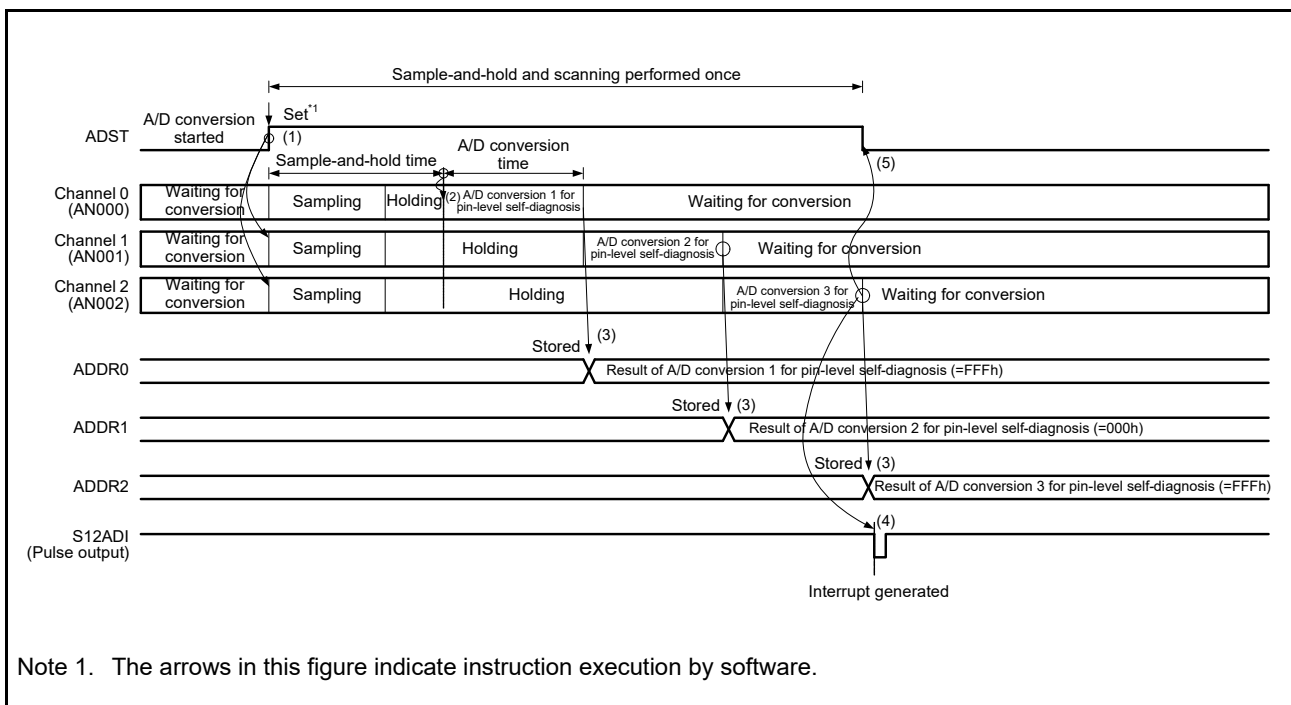 Sample-and-hold and scanning performed once
A/D conversion
started
Set*1
ADST
(1)
A/D conversion
time
Sample-and-hold time
(5)
Channel 0
(AN000)
Waiting for
conversion
Sampling
Holding
(2)
A/D conversion 1 for
pin-level self-diagnosis
Waiting for conversion
Channel 1
(AN001)
Waiting for
conversion
Sampling
Holding
A/D conversion 2 for
pin-level self-diagnosis
Waiting for conversion
Channel 2
(AN002)
Waiting for
conversion
Sampling
Holding
A/D conversion 3 for
pin-level self-diagnosis
Waiting for conversion
Stored
(3)
ADDR0
Result of A/D conversion 1 for pin-level self-diagnosis (=FFFh)
Stored
(3)
ADDR1
Result of A/D conversion 2 for pin-level self-diagnosis (=000h)
Stored
(3)
ADDR2
Result of A/D conversion 3 for pin-level self-diagnosis (=FFFh)
S12ADI
(Pulse output)
(4)
Interrupt generated
Note 1. The arrows in this figure indicate instruction execution by software.